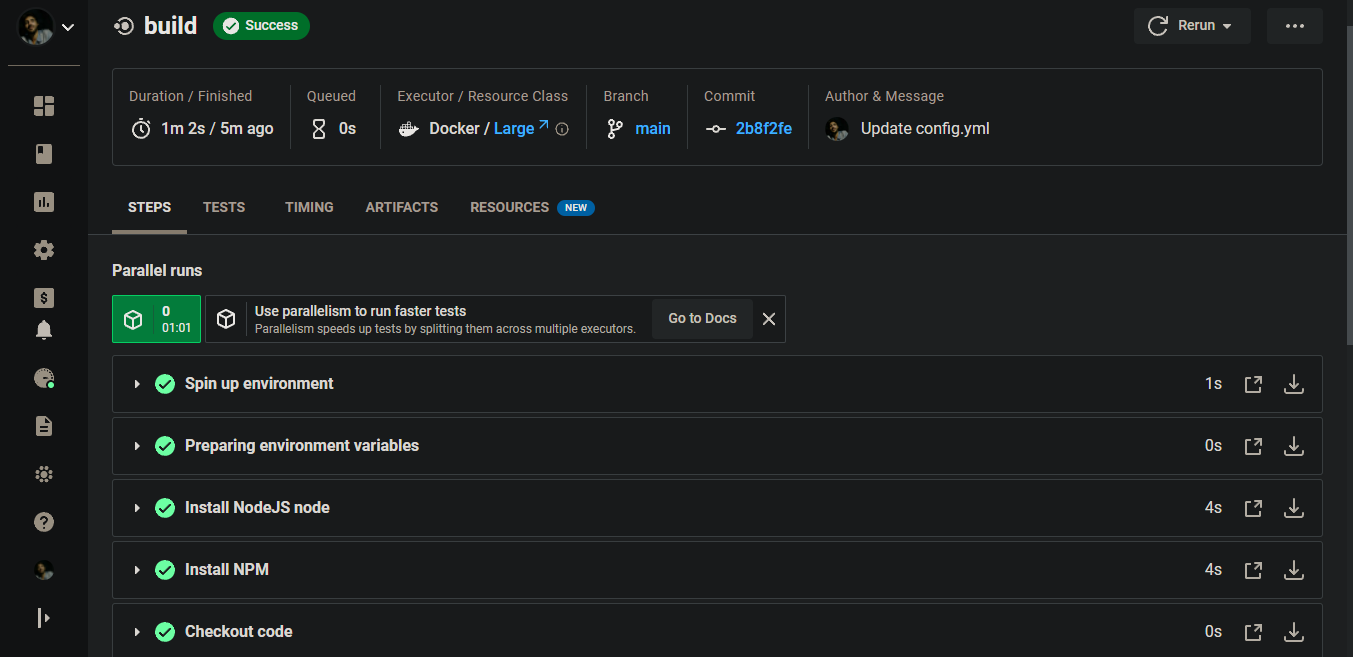 build Success Rerun
Duration / Finished Queued Executor / Resource Class Branch Commit Author & Message
1m 2s / 5m ago 0s Docker / Large main 2b8f2fe Update config.yml
STEPS TESTS TIMING ARTIFACTS RESOURCES NEW
Parallel runs
0
01:01
Use parallelism to run faster tests
Parallelism speeds up tests by splitting them across multiple executors.
Go to Docs
Spin up environment 1s
Preparing environment variables 0s
Install NodeJS node 4s
Install NPM 4s
Checkout code 0s